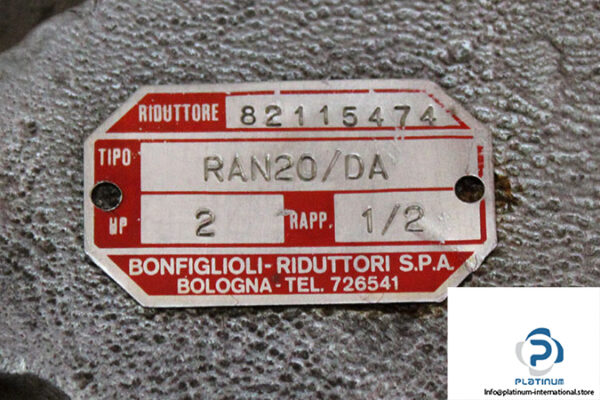 RIDUTTORE 82115474
TIPO RAN20/DA
HP 2 RAPP. 1/2
BONFIGLIOLI-RIDUTTORI S.P.A.
BOLOGNA-TEL. 726541
PLATINUM
Info@platinum-international.store